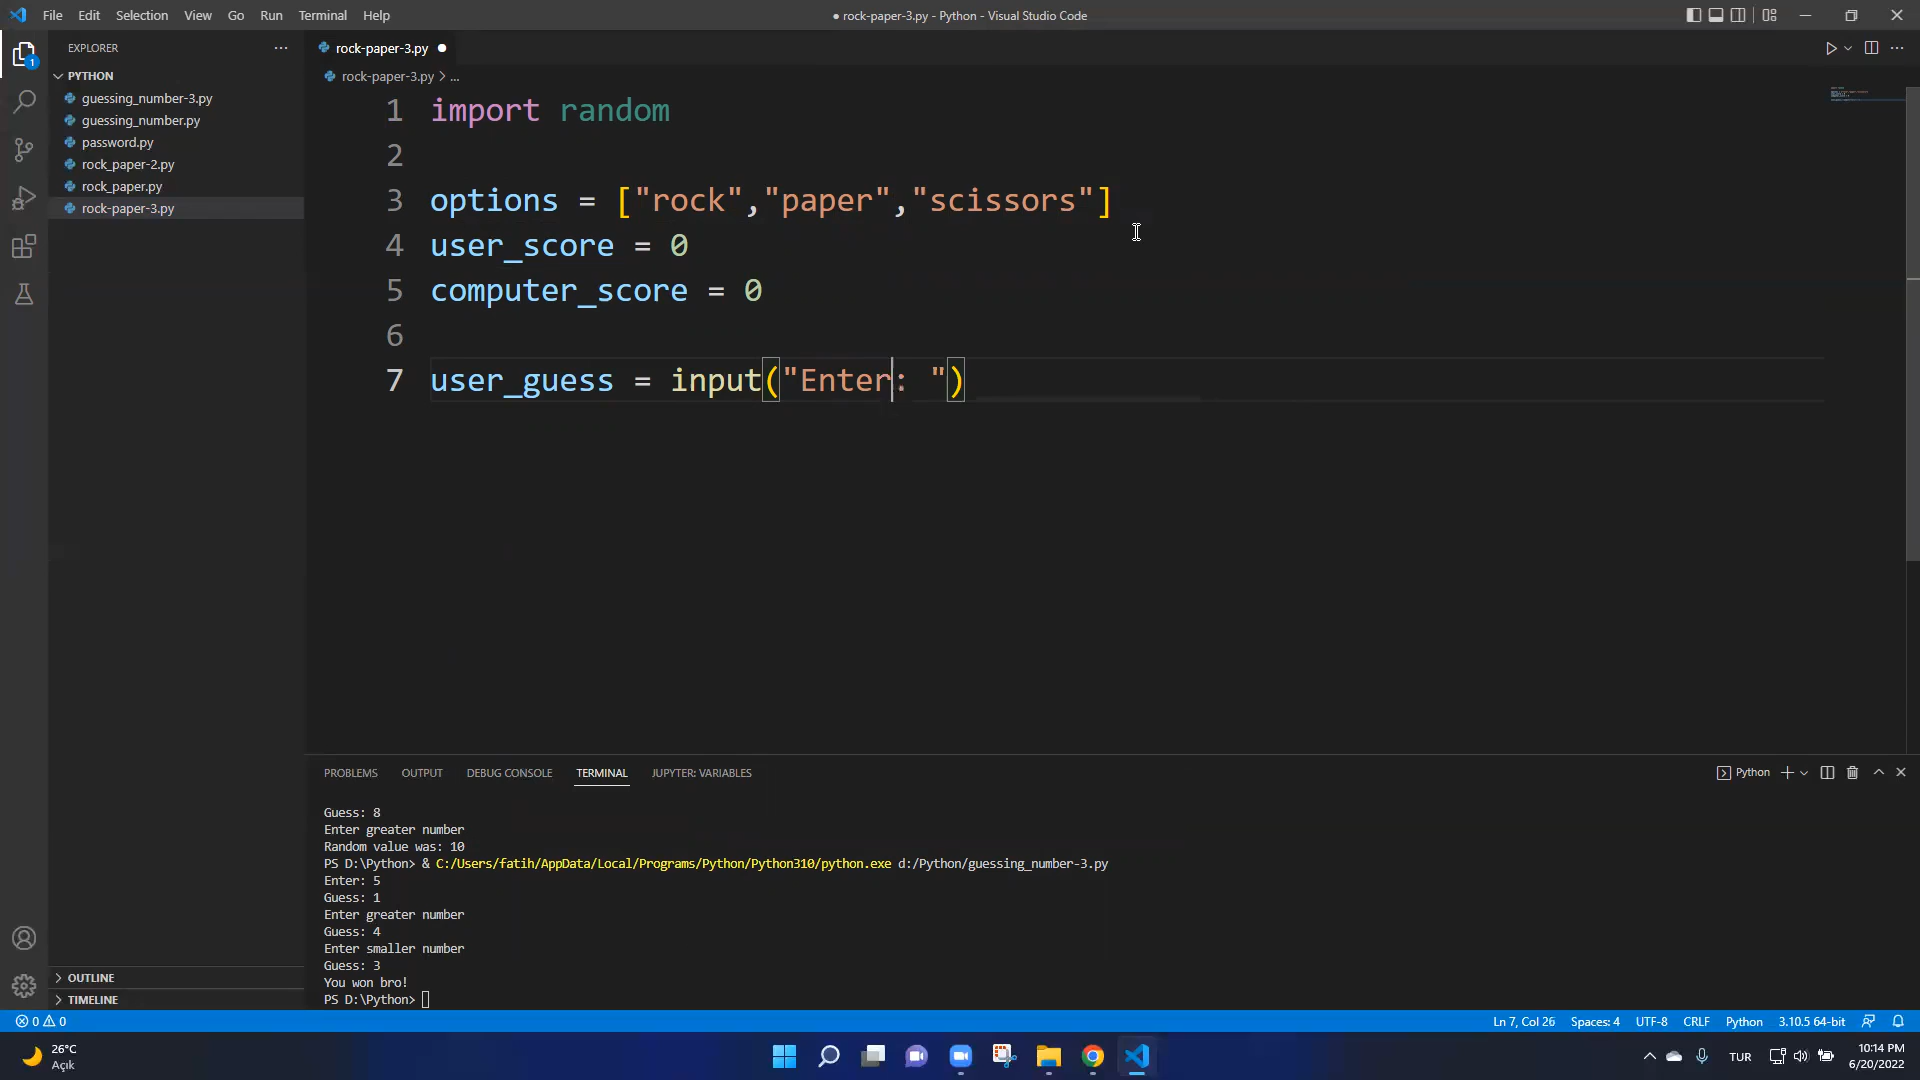 File Edit Selection View Go Run Terminal Help
● rock-paper-3.py - Python - Visual Studio Code
EXPLORER
PYTHON
guessing_number-3.py
guessing_number.py
password.py
rock_paper-2.py
rock_paper.py
rock-paper-3.py
OUTLINE
TIMELINE
1
rock-paper-3.py
rock-paper-3.py > ...
1 import random
2
3 options = ["rock","paper","scissors"]
4 user_score = 0
5 computer_score = 0
6
7 user_guess = input("Enter: ")
PROBLEMS OUTPUT DEBUG CONSOLE TERMINAL JUPYTER: VARIABLES
Python
Guess: 8
Enter greater number
Random value was: 10
PS D:\Python> & C:/Users/fatih/AppData/Local/Programs/Python/Python310/python.exe d:/Python/guessing_number-3.py
Enter: 5
Guess: 1
Enter greater number
Guess: 4
Enter smaller number
Guess: 3
You won bro!
PS D:\Python>
0 0
Ln 7, Col 26 Spaces: 4 UTF-8 CRLF Python 3.10.5 64-bit
26°C
Açık
TUR
10:14 PM
6/20/2022